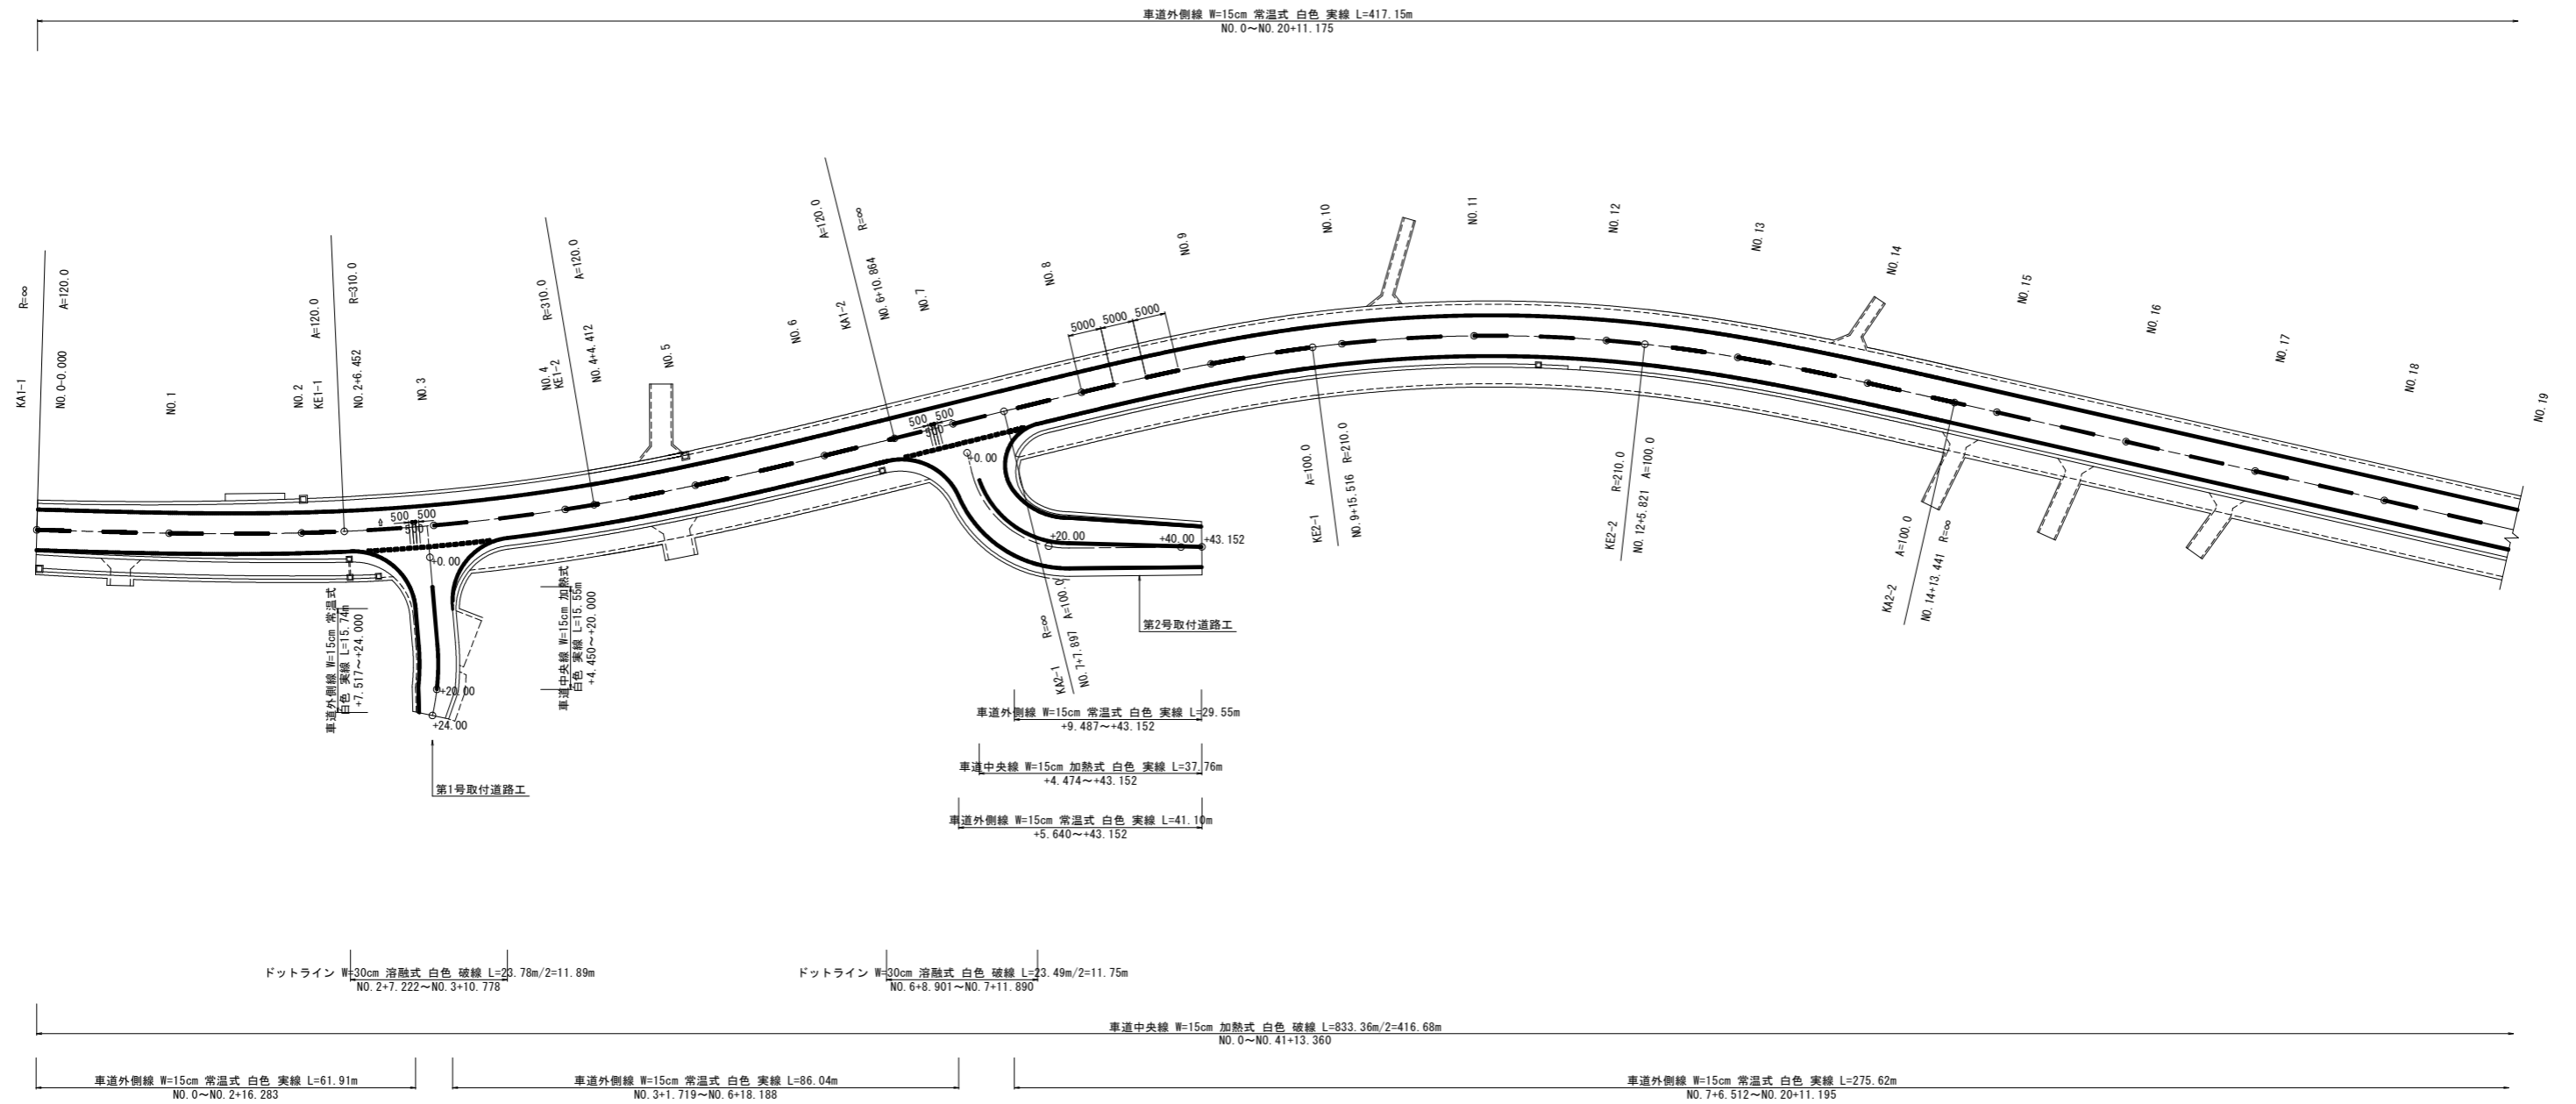 車道外側線 W=15cm 常温式 白色 実線 L=417.15m
NO.0～NO.20+11.175
KA1-1 R=∞
NO.0-0.000 A=120.0
NO.1
NO.2
KE1-1 A=120.0
NO.2+6.452 R=310.0
NO.3
NO.4
KE1-2 R=310.0
NO.4+4.412 A=120.0
NO.5
NO.6
KA1-2 A=120.0
NO.6+10.864 R=∞
NO.7
NO.8
NO.9
NO.10
NO.11
NO.12
NO.13
NO.14
NO.15
NO.16
NO.17
NO.18
NO.19
5000 5000 5000
500 500
500
+0.00
500 500
500
+0.00
+20.00
+40.00
+43.152
KE2-1 A=100.0
NO.9+15.516 R=210.0
KE2-2 R=210.0
NO.12+5.821 A=100.0
KA2-2 A=100.0
NO.14+13.441 R=∞
KA2-1 R=∞
NO.7+7.897 A=100.0
第2号取付道路工
車道外側線 W=15cm 常温式
白色 実線 L=15.74m
+7.517～+24.000
車道中央線 W=15cm 加熱式
白色 実線 L=15.55m
+4.450～+20.000
+20.00
+24.00
第1号取付道路工
車道外側線 W=15cm 常温式 白色 実線 L=29.55m
+9.487～+43.152
車道中央線 W=15cm 加熱式 白色 実線 L=37.76m
+4.474～+43.152
車道外側線 W=15cm 常温式 白色 実線 L=41.10m
+5.640～+43.152
ドットライン W=30cm 溶融式 白色 破線 L=23.78m/2=11.89m
NO.2+7.222～NO.3+10.778
ドットライン W=30cm 溶融式 白色 破線 L=23.49m/2=11.75m
NO.6+8.901～NO.7+11.890
車道中央線 W=15cm 加熱式 白色 破線 L=833.36m/2=416.68m
NO.0～NO.41+13.360
車道外側線 W=15cm 常温式 白色 実線 L=61.91m
NO.0～NO.2+16.283
車道外側線 W=15cm 常温式 白色 実線 L=86.04m
NO.3+1.719～NO.6+18.188
車道外側線 W=15cm 常温式 白色 実線 L=275.62m
NO.7+6.512～NO.20+11.195